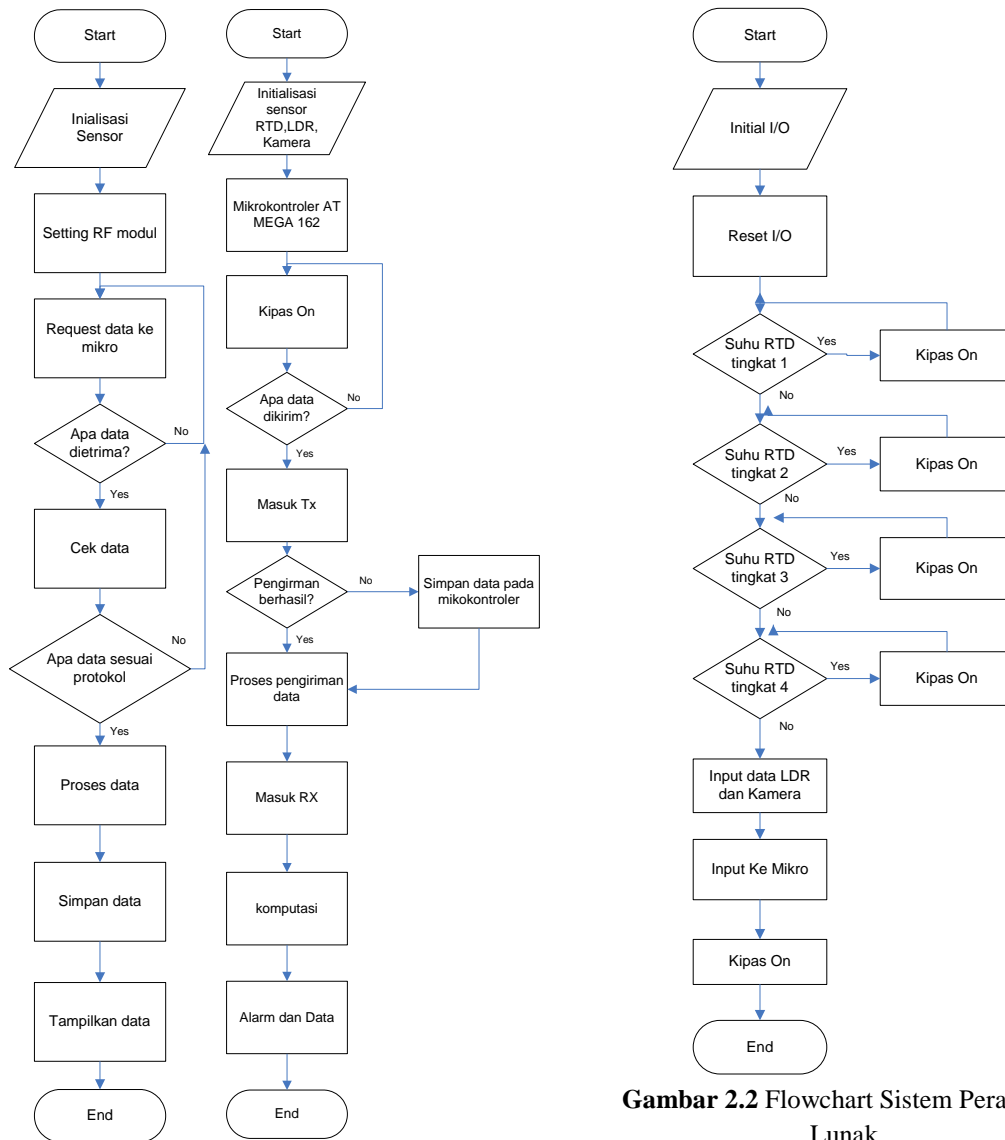 Start
Inialisasi
Sensor
Setting RF modul
Request data ke
mikro
Apa data
dietrima?
No
Yes
Cek data
Apa data sesuai
protokol
No
Yes
Proses data
Simpan data
Tampilkan data
End
Start
Initialisasi
sensor
RTD,LDR,
Kamera
Mikrokontroler AT
MEGA 162
Kipas On
Apa data
dikirim?
No
Yes
Masuk Tx
Pengirman
berhasil?
No
Simpan data pada
mikokontroler
Yes
Proses pengiriman
data
Masuk RX
komputasi
Alarm dan Data
End
Start
Initial I/O
Reset I/O
Suhu RTD
tingkat 1
Yes
Kipas On
No
Suhu RTD
tingkat 2
Yes
Kipas On
No
Suhu RTD
tingkat 3
Yes
Kipas On
No
Suhu RTD
tingkat 4
Yes
Kipas On
No
Input data LDR
dan Kamera
Input Ke Mikro
Kipas On
End
Gambar 2.2 Flowchart Sistem Pera
Lunak